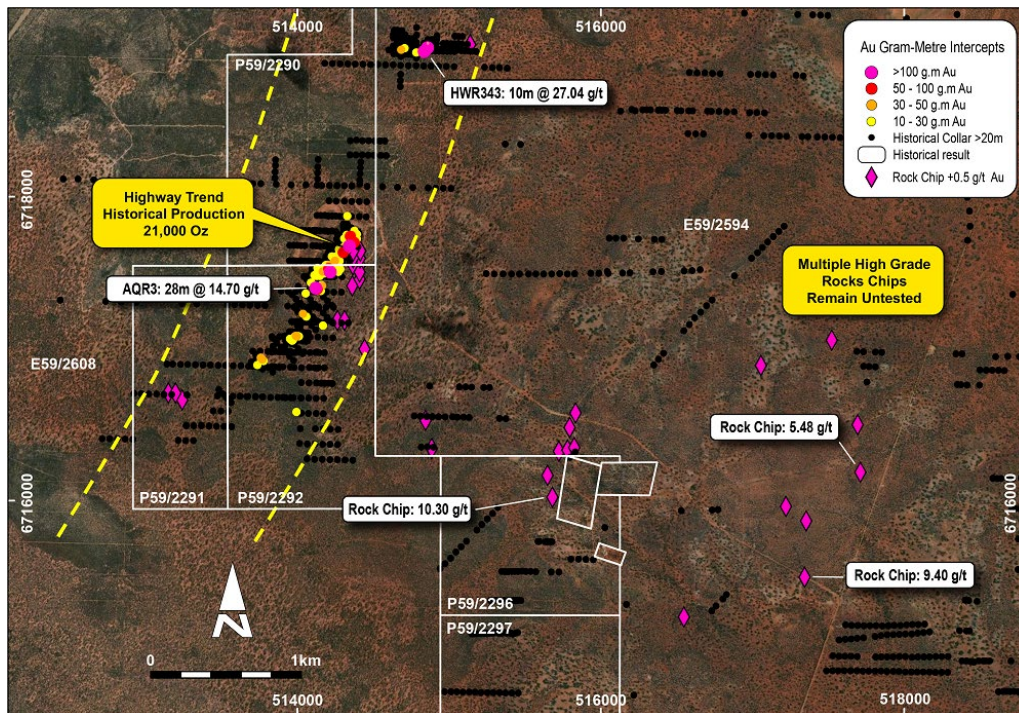 514000
516000
P59/2290
Au Gram-Metre Intercepts
>100 g.m Au
50 - 100 g.m Au
30 - 50 g.m Au
10 - 30 g.m Au
Historical Collar >20m
Historical result
Rock Chip +0.5 g/t Au
HWR343: 10m @ 27.04 g/t
6718000
Highway Trend
Historical Production
21,000 Oz
E59/2594
Multiple High Grade
Rocks Chips
Remain Untested
AQR3: 28m @ 14.70 g/t
E59/2608
Rock Chip: 5.48 g/t
6716000
P59/2291
P59/2292
Rock Chip: 10.30 g/t
6716000
Rock Chip: 9.40 g/t
P59/2296
P59/2297
N
0
1km
514000
516000
518000